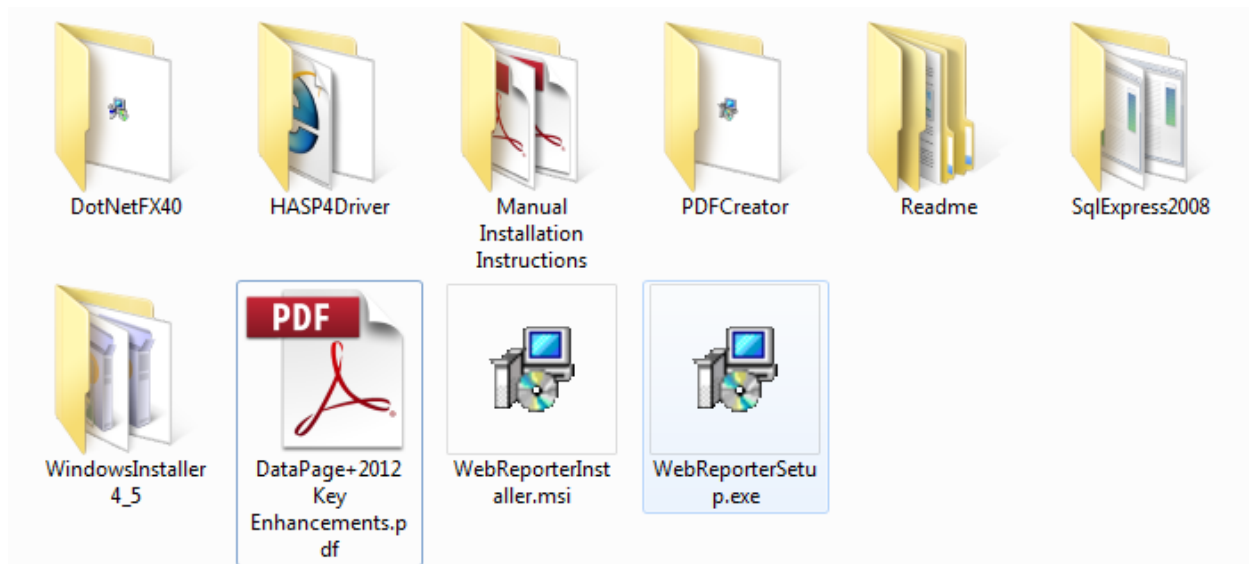 DotNetFX40
HASP4Driver
Manual
Installation
Instructions
PDFCreator
Readme
SqlExpress2008
WindowsInstaller
4_5
PDF
DataPage+2012
Key
Enhancements.p
df
WebReporterInst
aller.msi
WebReporterSetu
p.exe